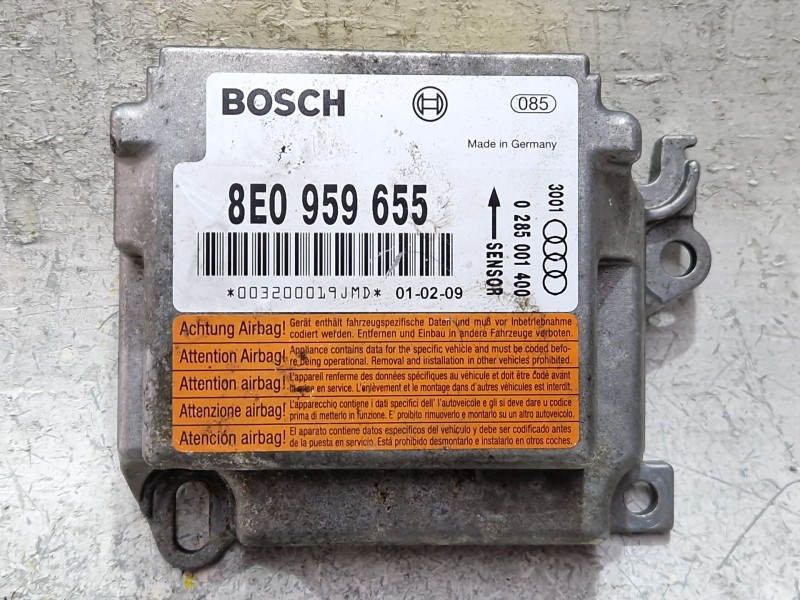 BOSCH
085
Made in Germany
8E0 959 655
*003200019JMD* 01-02-09
SENSOR
0 285 001 400
3001
Achtung Airbag! Gerät enthält fahrzeugspezifische Daten und muß vor Inbetriebnahme
codiert werden. Entfernen und Einbau in andere Fahrzeuge verboten.
Attention Airbag! Appliance contains data for the specific vehicle and must be coded befo-
re being operational. Removal and installation in other vehicles prohibited.
Attention airbag! L'appareil renferme des données spécifiques au véhicule et doit être codé avant
en service. L'enlèvement et le montage dans d'autres véhicules est interdit.
Attenzione airbag! L'apparecchio contiene i dati specifici dell' l'autoveicolo e gli si deve dare u codice
prima di metterlo in funzione. E' proibito rimuoverlo e montarlo su un altro autoveicolo.
Atención airbag! El aparato contiene datos especificos del vehículo y debe ser codificado antes
de la puesta en servicio. Está prohibido desmontarlo e instalarlo en otros coches.